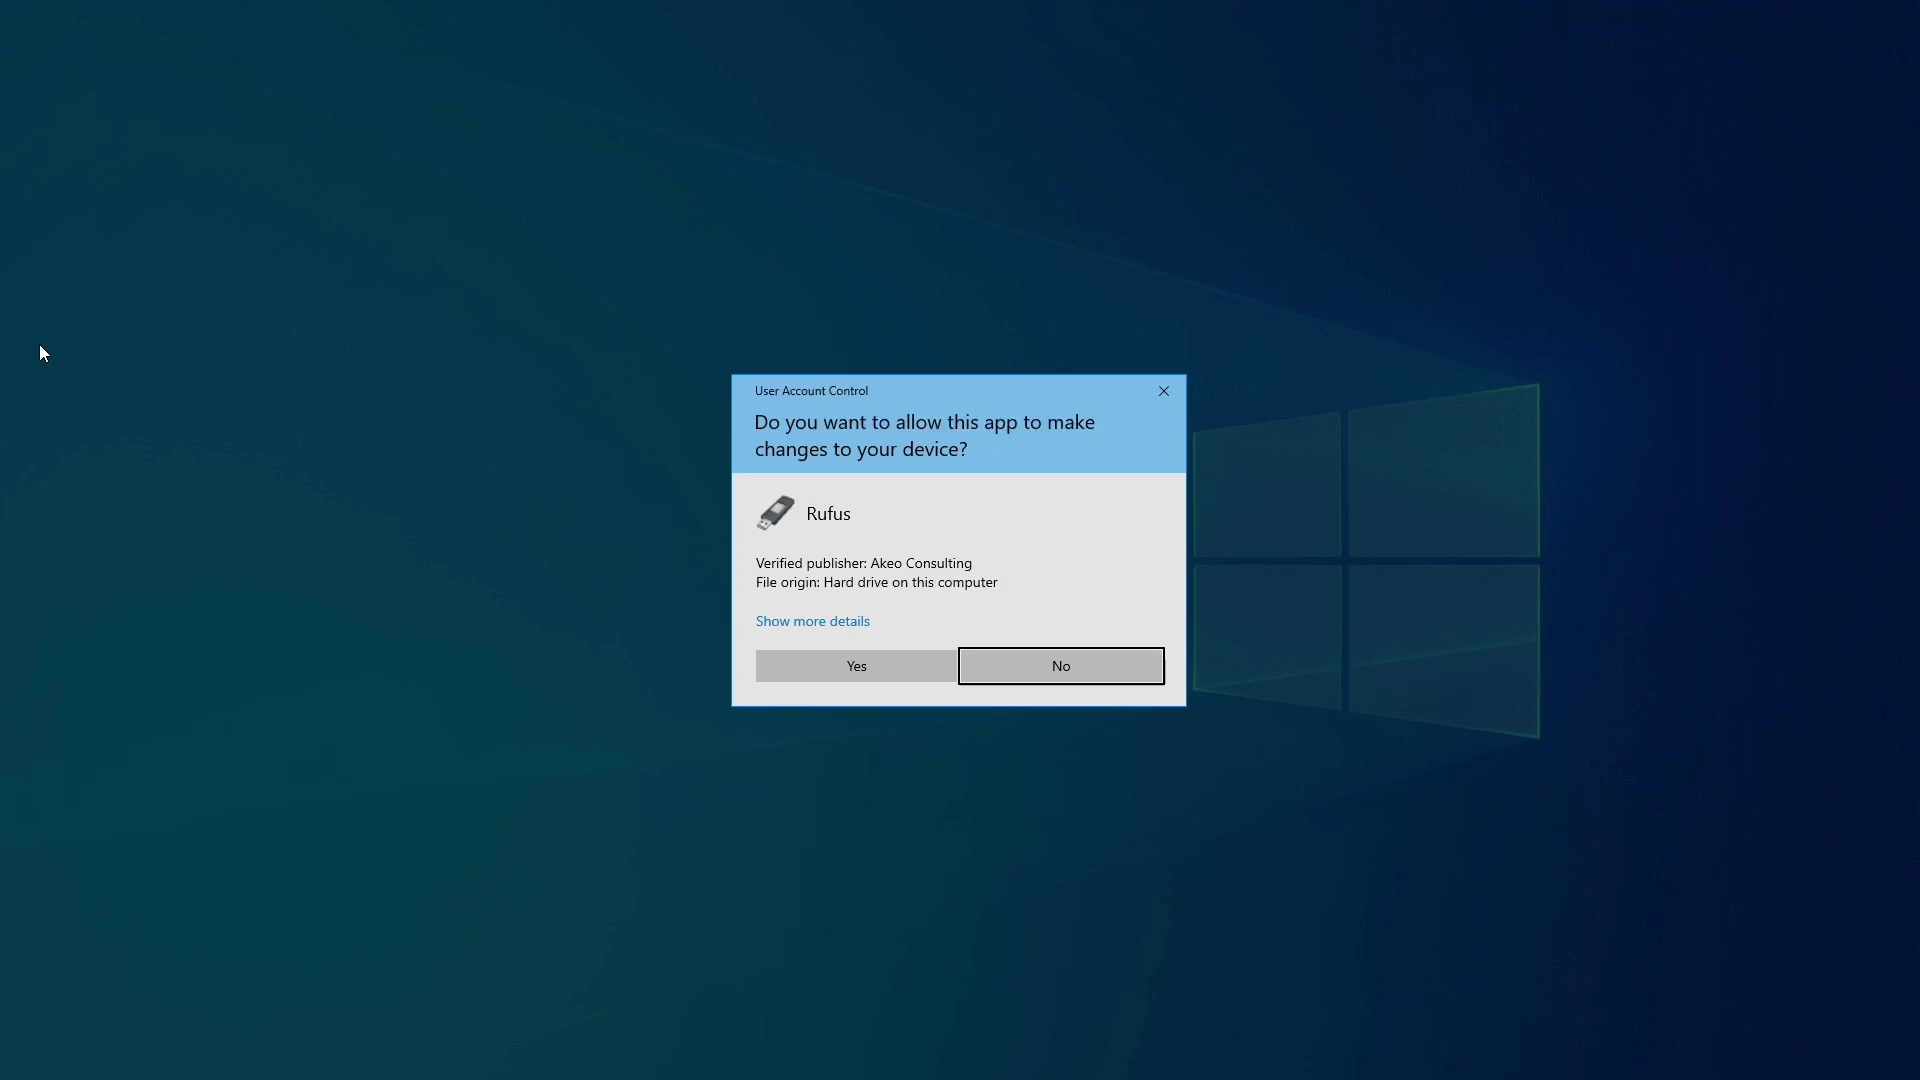 User Account Control
Do you want to allow this app to make
changes to your device?
Rufus
Verified publisher: Akeo Consulting
File origin: Hard drive on this computer
Show more details
Yes
No